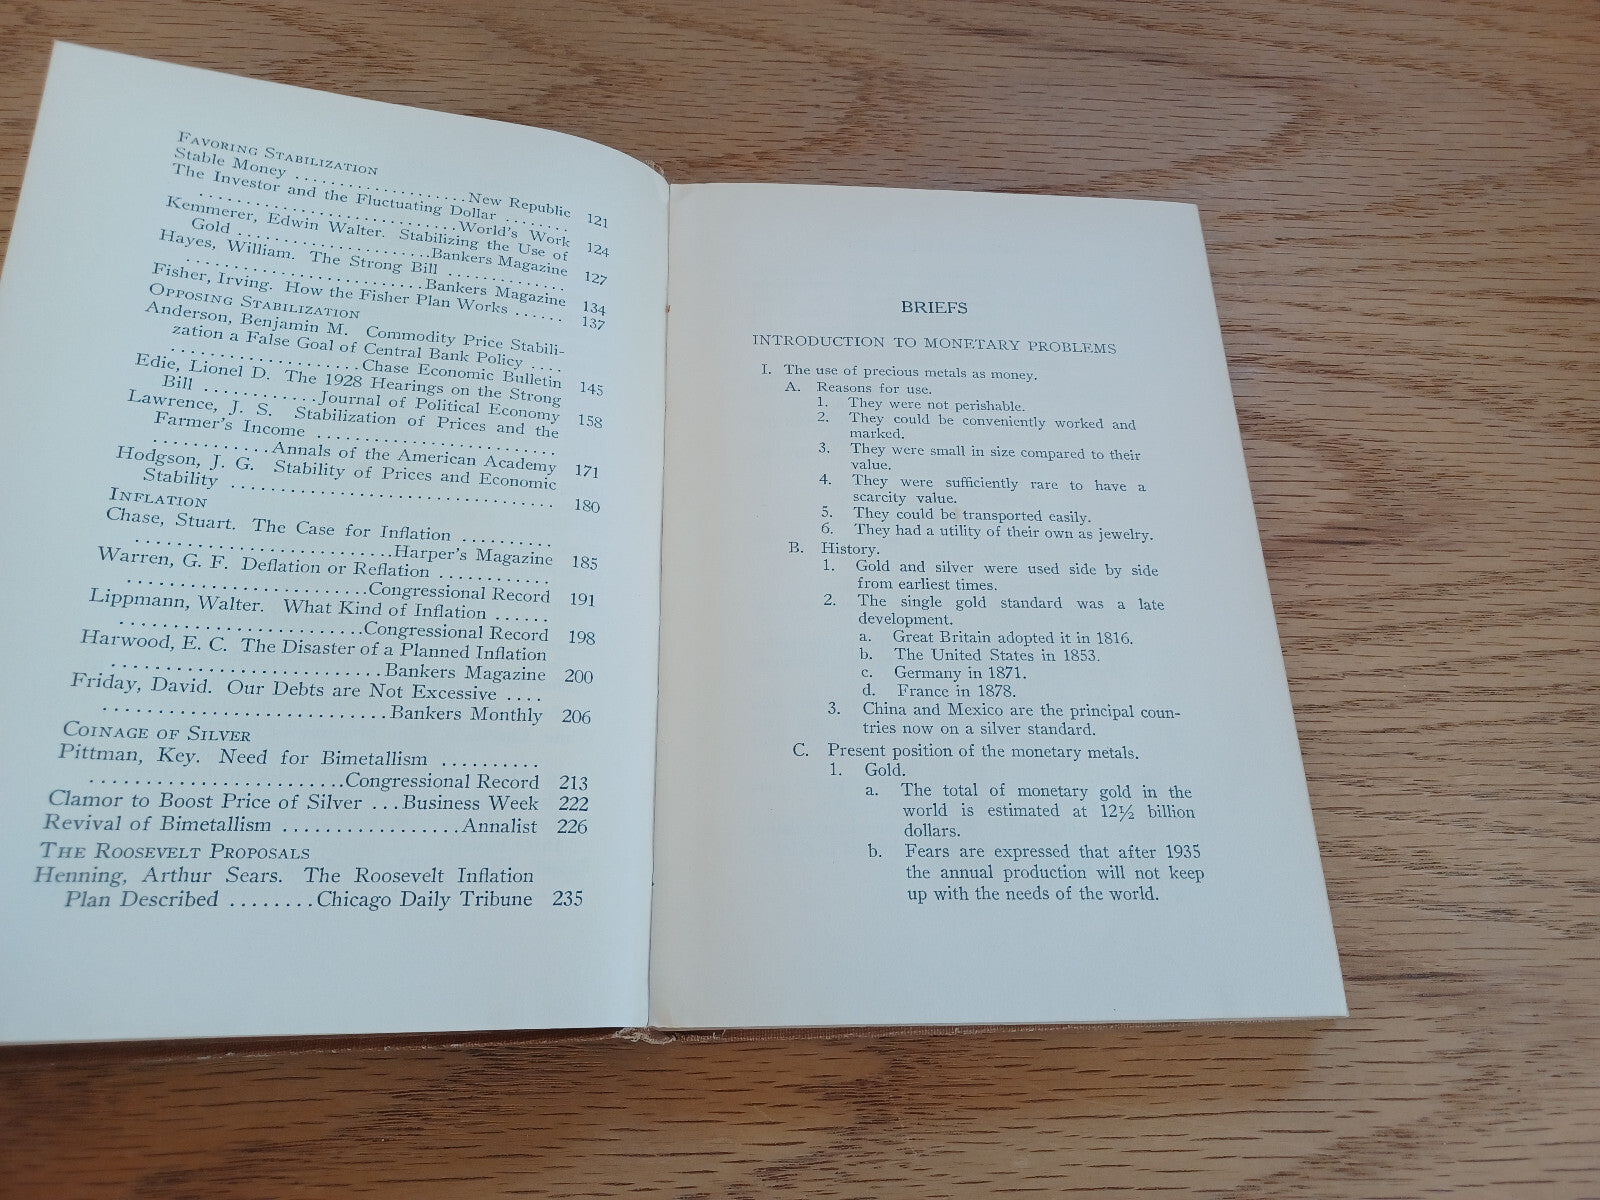 FAVORING STABILIZATION
Stable Money ....................New Republic 121
The Investor and the Fluctuating Dollar .......
..............................World's Work 124
Kemmerer, Edwin Walter. Stabilizing the Use of
Gold ......................Bankers Magazine 127
Hayes, William. The Strong Bill ..............
............................Bankers Magazine 134
Fisher, Irving. How the Fisher Plan Works ...... 137
OPPOSING STABILIZATION
Anderson, Benjamin M. Commodity Price Stabili-
zation a False Goal of Central Bank Policy ....
....................Chase Economic Bulletin 145
Edie, Lionel D. The 1928 Hearings on the Strong
Bill ............Journal of Political Economy 158
Lawrence, J. S. Stabilization of Prices and the
Farmer's Income .........................
..........Annals of the American Academy 171
Hodgson, J. G. Stability of Prices and Economic
Stability .................................. 180
INFLATION
Chase, Stuart. The Case for Inflation ..........
............................Harper's Magazine 185
Warren, G. F. Deflation or Reflation ............
..........................Congressional Record 191
Lippmann, Walter. What Kind of Inflation ......
..........................Congressional Record 198
Harwood, E. C. The Disaster of a Planned Inflation
............................Bankers Magazine 200
Friday, David. Our Debts are Not Excessive ....
.............................Bankers Monthly 206
COINAGE OF SILVER
Pittman, Key. Need for Bimetallism ..........
.........................Congressional Record 213
Clamor to Boost Price of Silver ...Business Week 222
Revival of Bimetallism .................Annalist 226
THE ROOSEVELT PROPOSALS
Henning, Arthur Sears. The Roosevelt Inflation
Plan Described ........Chicago Daily Tribune 235
BRIEFS
INTRODUCTION TO MONETARY PROBLEMS
I. The use of precious metals as money.
A. Reasons for use.
1. They were not perishable.
2. They could be conveniently worked and
marked.
3. They were small in size compared to their
value.
4. They were sufficiently rare to have a
scarcity value.
5. They could be transported easily.
6. They had a utility of their own as jewelry.
B. History.
1. Gold and silver were used side by side
from earliest times.
2. The single gold standard was a late
development.
a. Great Britain adopted it in 1816.
b. The United States in 1853.
c. Germany in 1871.
d. France in 1878.
3. China and Mexico are the principal coun-
tries now on a silver standard.
C. Present position of the monetary metals.
1. Gold.
a. The total of monetary gold in the
world is estimated at 12½ billion
dollars.
b. Fears are expressed that after 1935
the annual production will not keep
up with the needs of the world.